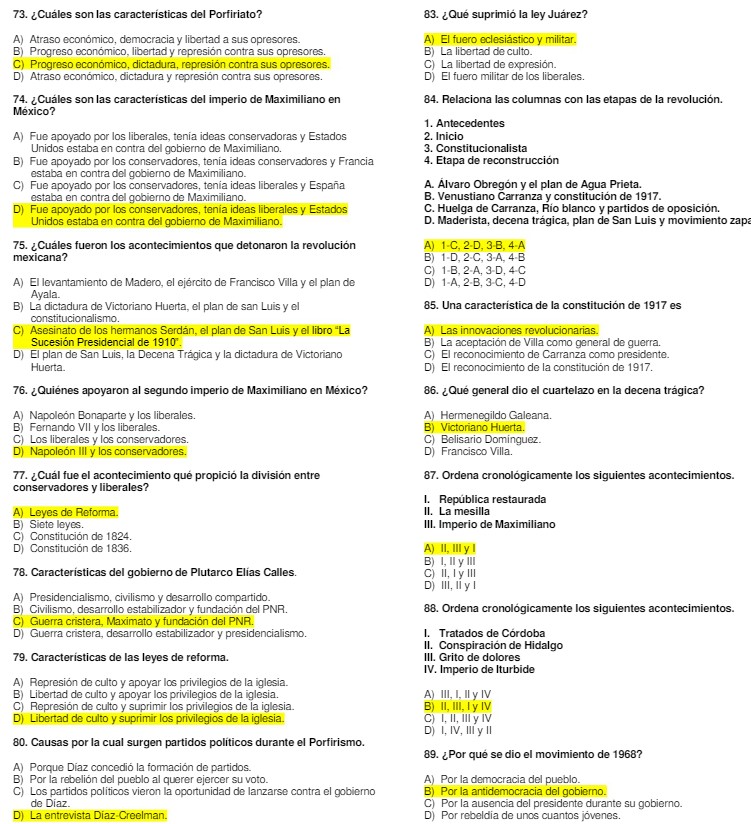 73. ¿Cuáles son las características del Porfiriato?
A) Atraso económico, democracia y libertad a sus opresores.
B) Progreso económico, libertad y represión contra sus opresores.
C) Progreso económico, dictadura, represión contra sus opresores.
D) Atraso económico, dictadura y represión contra sus opresores.
74. ¿Cuáles son las características del imperio de Maximiliano en
México?
A) Fue apoyado por los liberales, tenía ideas conservadoras y Estados
Unidos estaba en contra del gobierno de Maximiliano.
B) Fue apoyado por los conservadores, tenía ideas conservadores y Francia
estaba en contra del gobierno de Maximiliano.
C) Fue apoyado por los conservadores, tenía ideas liberales y España
estaba en contra del gobierno de Maximiliano.
D) Fue apoyado por los conservadores, tenía ideas liberales y Estados
Unidos estaba en contra del gobierno de Maximiliano.
75. ¿Cuáles fueron los acontecimientos que detonaron la revolución
mexicana?
A) El levantamiento de Madero, el ejército de Francisco Villa y el plan de
Ayala.
B) La dictadura de Victoriano Huerta, el plan de san Luis y el
constitucionalismo.
C) Asesinato de los hermanos Serdán, el plan de San Luis y el libro “La
Sucesión Presidencial de 1910”.
D) El plan de San Luis, la Decena Trágica y la dictadura de Victoriano
Huerta.
76. ¿Quiénes apoyaron al segundo imperio de Maximiliano en México?
A) Napoleón Bonaparte y los liberales.
B) Fernando VII y los liberales.
C) Los liberales y los conservadores.
D) Napoleón III y los conservadores.
77. ¿Cuál fue el acontecimiento qué propició la división entre
conservadores y liberales?
A) Leyes de Reforma.
B) Siete leyes.
C) Constitución de 1824.
D) Constitución de 1836.
78. Características del gobierno de Plutarco Elías Calles.
A) Presidencialismo, civilismo y desarrollo compartido.
B) Civilismo, desarrollo estabilizador y fundación del PNR.
C) Guerra cristera, Maximato y fundación del PNR.
D) Guerra cristera, desarrollo estabilizador y presidencialismo.
79. Características de las leyes de reforma.
A) Represión de culto y apoyar los privilegios de la iglesia.
B) Libertad de culto y apoyar los privilegios de la iglesia.
C) Represión de culto y suprimir los privilegios de la iglesia.
D) Libertad de culto y suprimir los privilegios de la iglesia.
80. Causas por la cual surgen partidos políticos durante el Porfirismo.
A) Porque Díaz concedió la formación de partidos.
B) Por la rebelión del pueblo al querer ejercer su voto.
C) Los partidos políticos vieron la oportunidad de lanzarse contra el gobierno
de Díaz.
D) La entrevista Díaz-Creelman.
83. ¿Qué suprimió la ley Juárez?
A) El fuero eclesiástico y militar.
B) La libertad de culto.
C) La libertad de expresión.
D) El fuero militar de los liberales.
84. Relaciona las columnas con las etapas de la revolución.
1. Antecedentes
2. Inicio
3. Constitucionalista
4. Etapa de reconstrucción
A. Álvaro Obregón y el plan de Agua Prieta.
B. Venustiano Carranza y constitución de 1917.
C. Huelga de Carranza, Río blanco y partidos de oposición.
D. Maderista, decena trágica, plan de San Luis y movimiento zapa
A) 1-C, 2-D, 3-B, 4-A
B) 1-D, 2-C, 3-A, 4-B
C) 1-B, 2-A, 3-D, 4-C
D) 1-A, 2-B, 3-C, 4-D
85. Una característica de la constitución de 1917 es
A) Las innovaciones revolucionarias.
B) La aceptación de Villa como general de guerra.
C) El reconocimiento de Carranza como presidente.
D) El reconocimiento de la constitución de 1917.
86. ¿Qué general dio el cuartelazo en la decena trágica?
A) Hermenegildo Galeana.
B) Victoriano Huerta.
C) Belisario Domínguez.
D) Francisco Villa.
87. Ordena cronológicamente los siguientes acontecimientos.
I. República restaurada
II. La mesilla
III. Imperio de Maximiliano
A) II, III y I
B) I, II y III
C) II, I y III
D) III, II y I
88. Ordena cronológicamente los siguientes acontecimientos.
I. Tratados de Córdoba
II. Conspiración de Hidalgo
III. Grito de dolores
IV. Imperio de Iturbide
A) III, I, II y IV
B) II, III, I y IV
C) I, II, III y IV
D) I, IV, III y II
89. ¿Por qué se dio el movimiento de 1968?
A) Por la democracia del pueblo.
B) Por la antidemocracia del gobierno.
C) Por la ausencia del presidente durante su gobierno.
D) Por rebeldía de unos cuantos jóvenes.